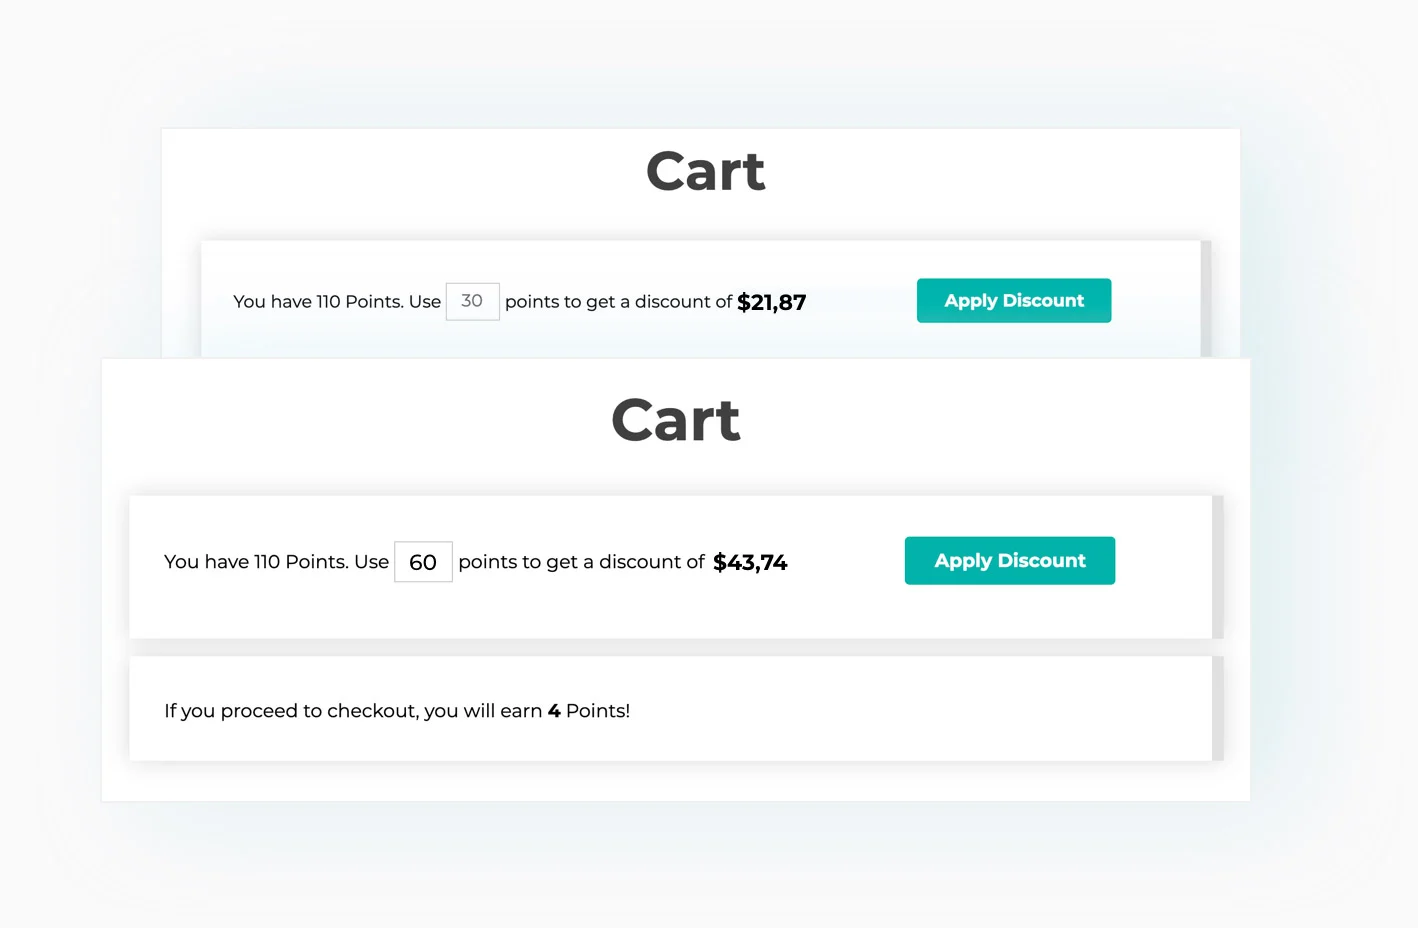 Cart
You have 110 Points. Use 30 points to get a discount of $21,87 Apply Discount
Cart
You have 110 Points. Use 60 points to get a discount of $43,74 Apply Discount
If you proceed to checkout, you will earn 4 Points!